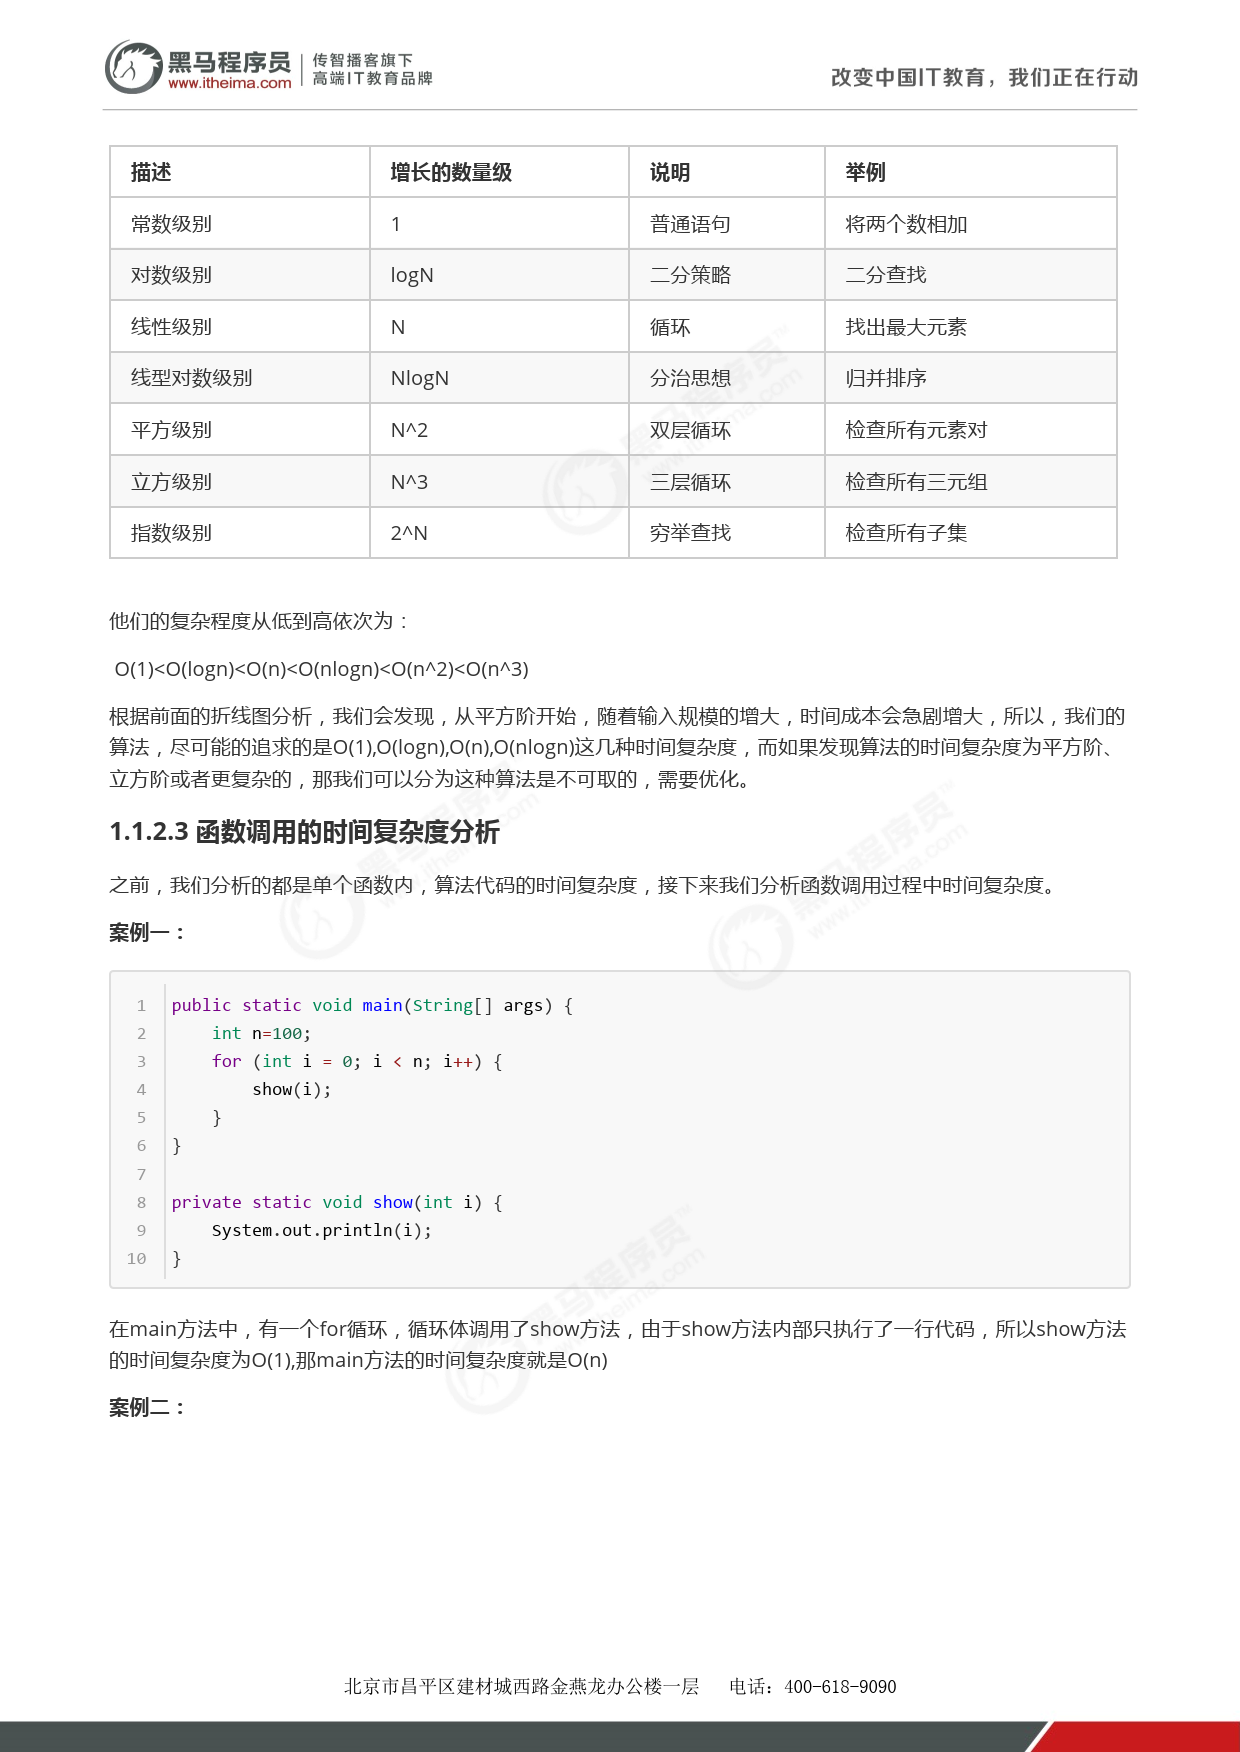 黑马程序员 传智播客旗下
www.itheima.com 高端IT教育品牌
改变中国IT教育，我们正在行动
描述 增长的数量级 说明 举例
常数级别 1 普通语句 将两个数相加
对数级别 logN 二分策略 二分查找
线性级别 N 循环 找出最大元素
线型对数级别 NlogN 分治思想 归并排序
平方级别 N^2 双层循环 检查所有元素对
立方级别 N^3 三层循环 检查所有三元组
指数级别 2^N 穷举查找 检查所有子集
他们的复杂程度从低到高依次为：
O(1)<O(logn)<O(n)<O(nlogn)<O(n^2)<O(n^3)
根据前面的折线图分析，我们会发现，从平方阶开始，随着输入规模的增大，时间成本会急剧增大，所以，我们的
算法，尽可能的追求的是O(1),O(logn),O(n),O(nlogn)这几种时间复杂度，而如果发现算法的时间复杂度为平方阶、
立方阶或者更复杂的，那我们可以分为这种算法是不可取的，需要优化。
1.1.2.3 函数调用的时间复杂度分析
之前，我们分析的都是单个函数内，算法代码的时间复杂度，接下来我们分析函数调用过程中时间复杂度。
案例一：
1 public static void main(String[] args) {
2     int n=100;
3     for (int i = 0; i < n; i++) {
4         show(i);
5     }
6 }
7
8 private static void show(int i) {
9     System.out.println(i);
10 }
在main方法中，有一个for循环，循环体调用了show方法，由于show方法内部只执行了一行代码，所以show方法
的时间复杂度为O(1),那main方法的时间复杂度就是O(n)
案例二：
北京市昌平区建材城西路金燕龙办公楼一层 电话：400-618-9090